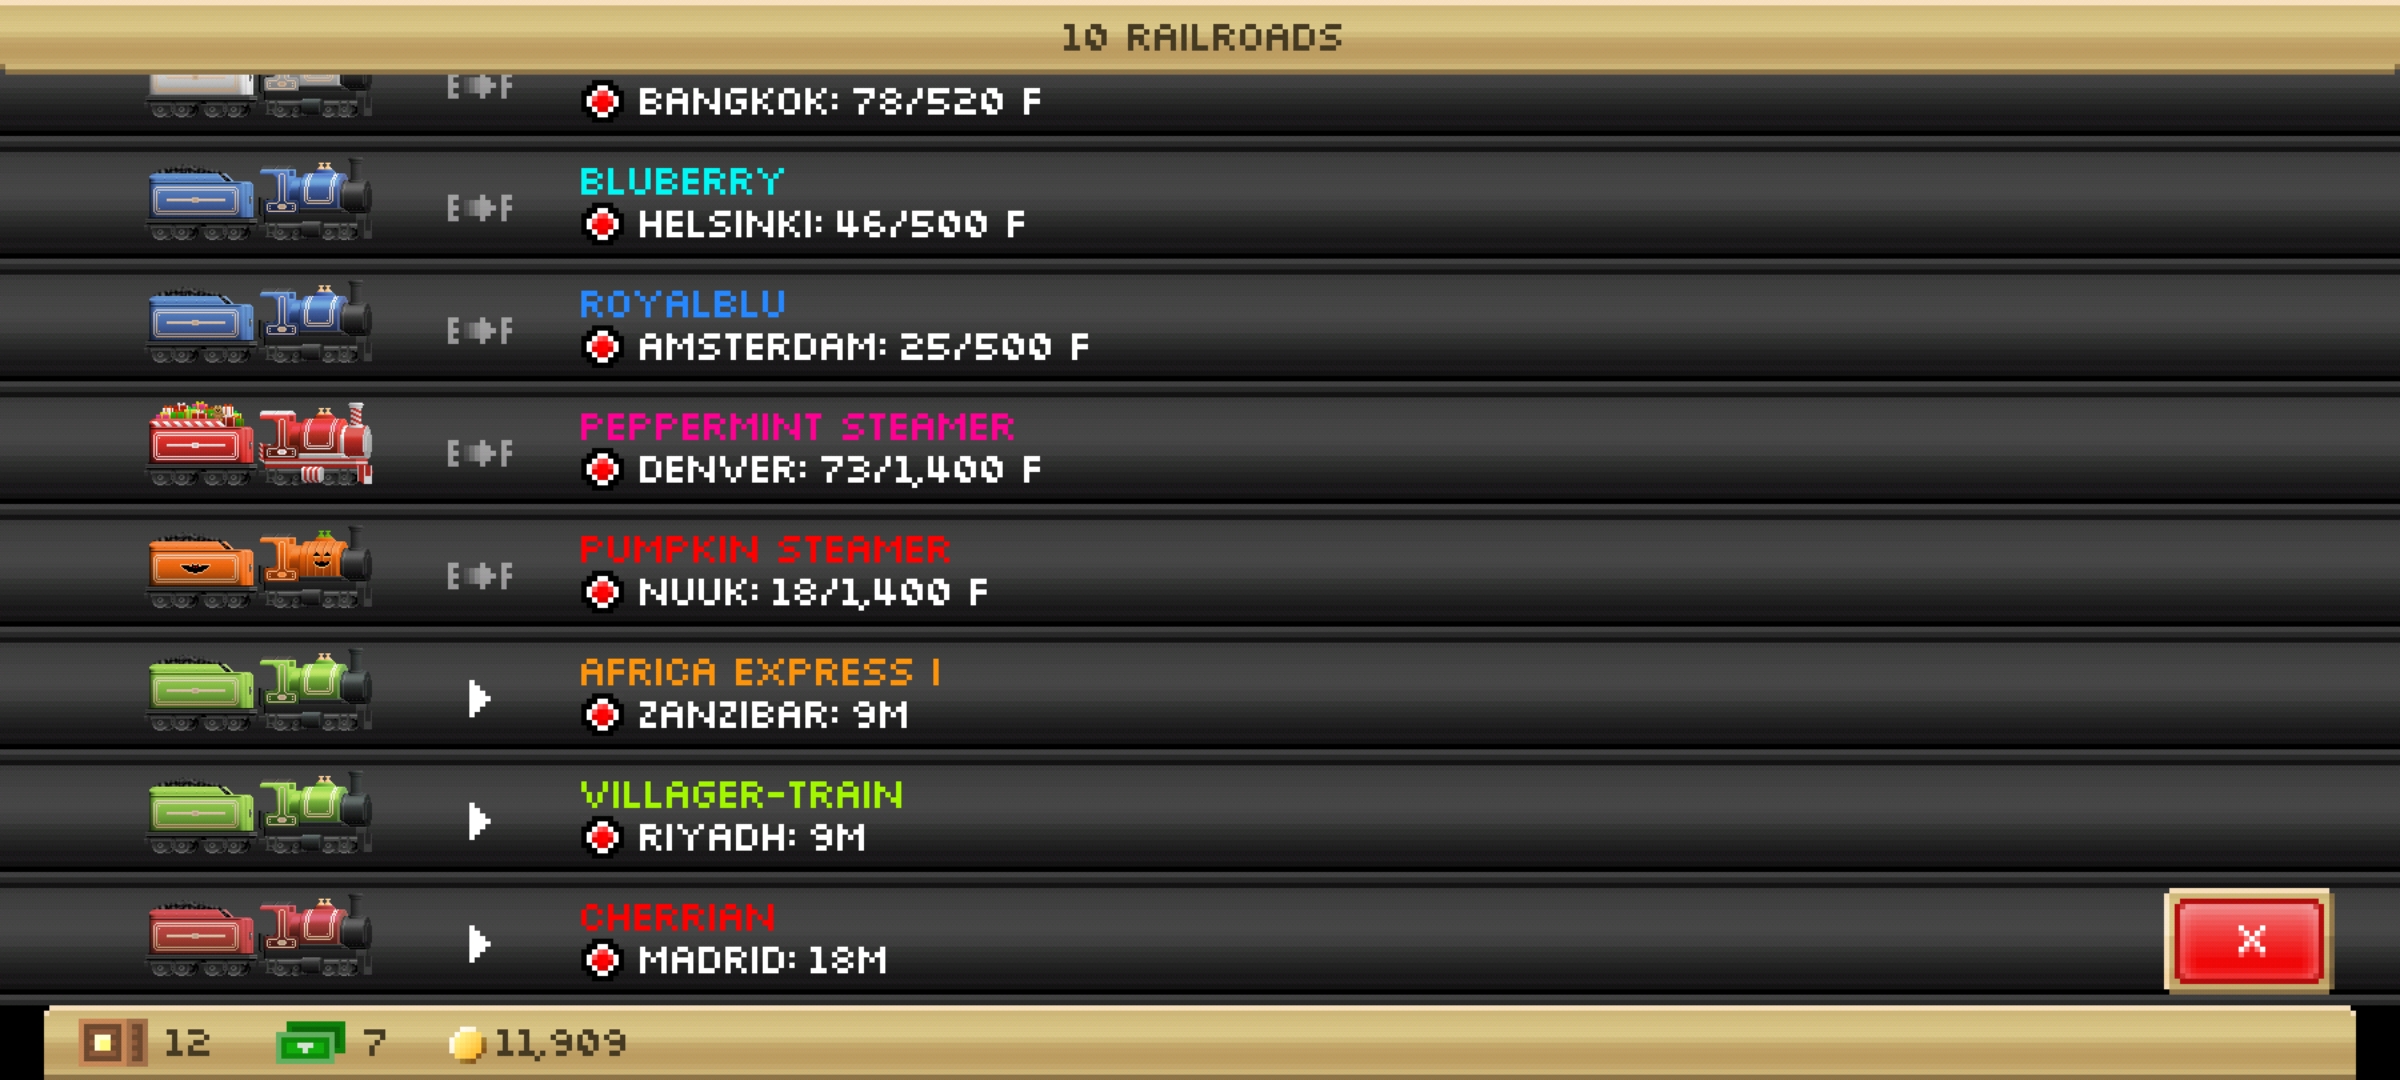 10 RAILROADS
E F
BANGKOK: 78/520 F
BLUBERRY
E F
HELSINKI: 46/500 F
ROYALBLU
E F
AMSTERDAM: 25/500 F
PEPPERMINT STEAMER
E F
DENVER: 73/1,400 F
PUMPKIN STEAMER
E F
NUUK: 18/1,400 F
AFRICA EXPRESS I
ZANZIBAR: 9M
VILLAGER-TRAIN
RIYADH: 9M
CHERRIAN
MADRID: 18M
X
12 7 11,909